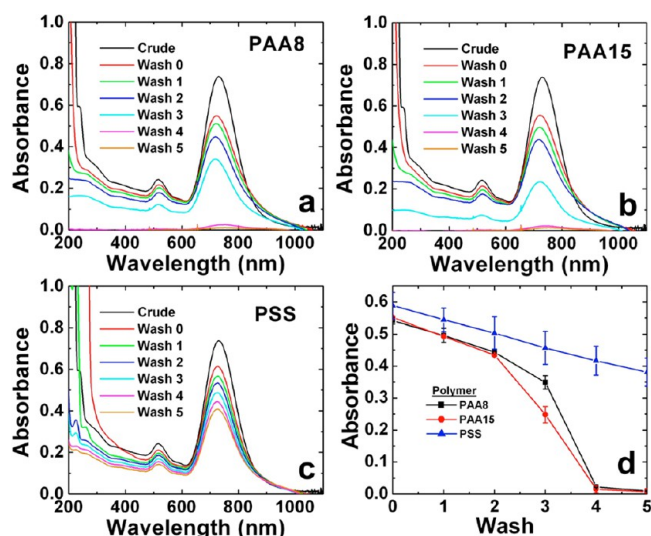 PAA8
Crude
Wash 0
Wash 1
Wash 2
Wash 3
Wash 4
Wash 5
1.0
0.8
0.6
0.4
0.2
0.0
Absorbance
200 400 600 800 1000
Wavelength (nm)
a
PAA15
Crude
Wash 0
Wash 1
Wash 2
Wash 3
Wash 4
Wash 5
1.0
0.8
0.6
0.4
0.2
0.0
Absorbance
200 400 600 800 1000
Wavelength (nm)
b
PSS
Crude
Wash 0
Wash 1
Wash 2
Wash 3
Wash 4
Wash 5
1.0
0.8
0.6
0.4
0.2
0.0
Absorbance
200 400 600 800 1000
Wavelength (nm)
c
0.6
0.5
0.4
0.3
0.2
0.1
0.0
Absorbance
Polymer
PAA8
PAA15
PSS
0 1 2 3 4 5
Wash
d